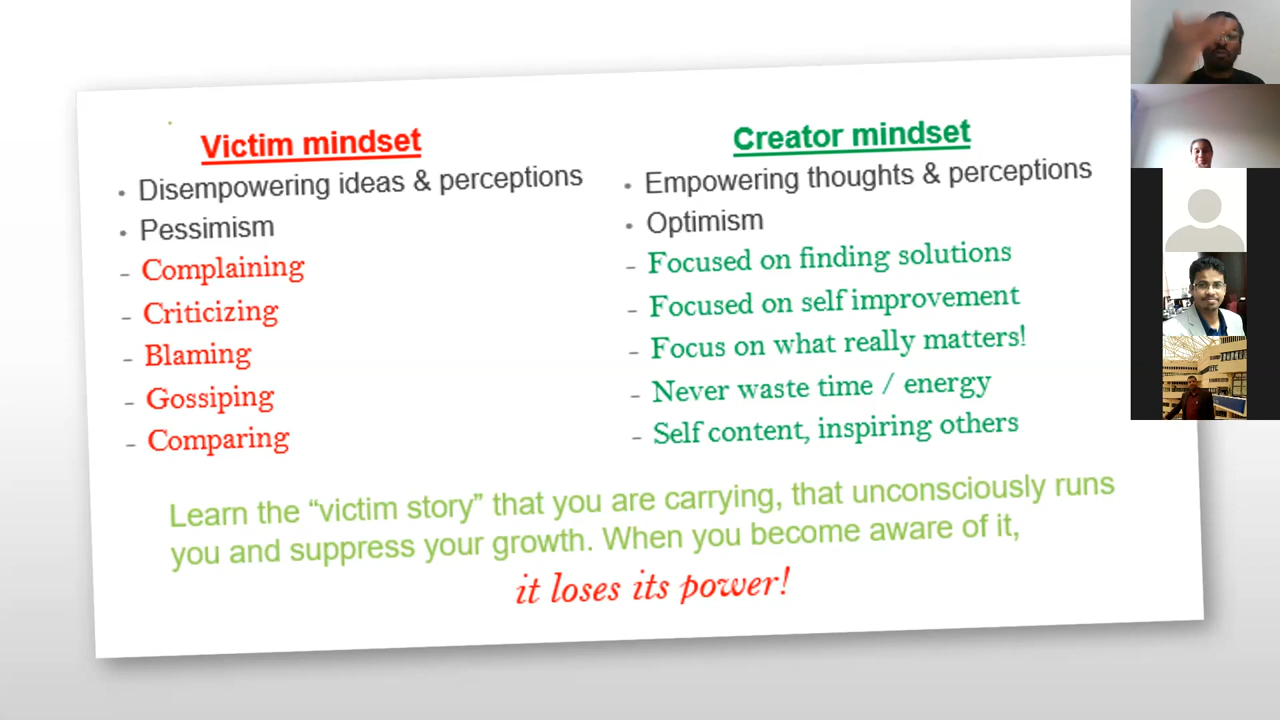 Victim mindset
• Disempowering ideas & perceptions
• Pessimism
- Complaining
- Criticizing
- Blaming
- Gossiping
- Comparing
Creator mindset
• Empowering thoughts & perceptions
• Optimism
- Focused on finding solutions
- Focused on self improvement
- Focus on what really matters!
- Never waste time / energy
- Self content, inspiring others
Learn the “victim story” that you are carrying, that unconsciously runs
you and suppress your growth. When you become aware of it,
it loses its power!